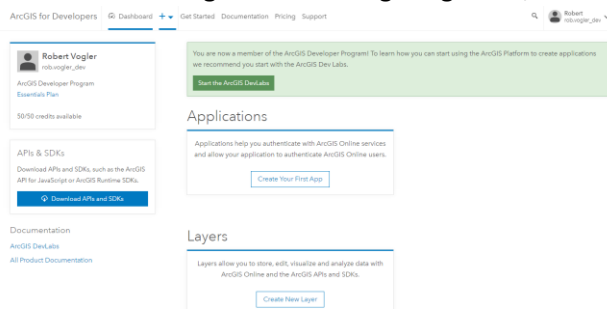 ArcGIS for Developers Dashboard + Get Started Documentation Pricing Support
Robert
rob.vogler_dev
Robert Vogler
rob.vogler_dev
ArcGIS Developer Program
Essentials Plan
50/50 credits available
APIs & SDKs
Download APIs and SDKs, such as the ArcGIS
API for JavaScript or ArcGIS Runtime SDKs.
Download APIs and SDKs
Documentation
ArcGIS DevLabs
All Product Documentation
You are now a member of the ArcGIS Developer Program! To learn how you can start using the ArcGIS Platform to create applications
we recommend you start with the ArcGIS Dev Labs.
Start the ArcGIS DevLabs
Applications
Applications help you authenticate with ArcGIS Online services
and allow your application to authenticate ArcGIS Online users.
Create Your First App
Layers
Layers allow you to store, edit, visualize and analyze data with
ArcGIS Online and the ArcGIS APIs and SDKs.
Create New Layer